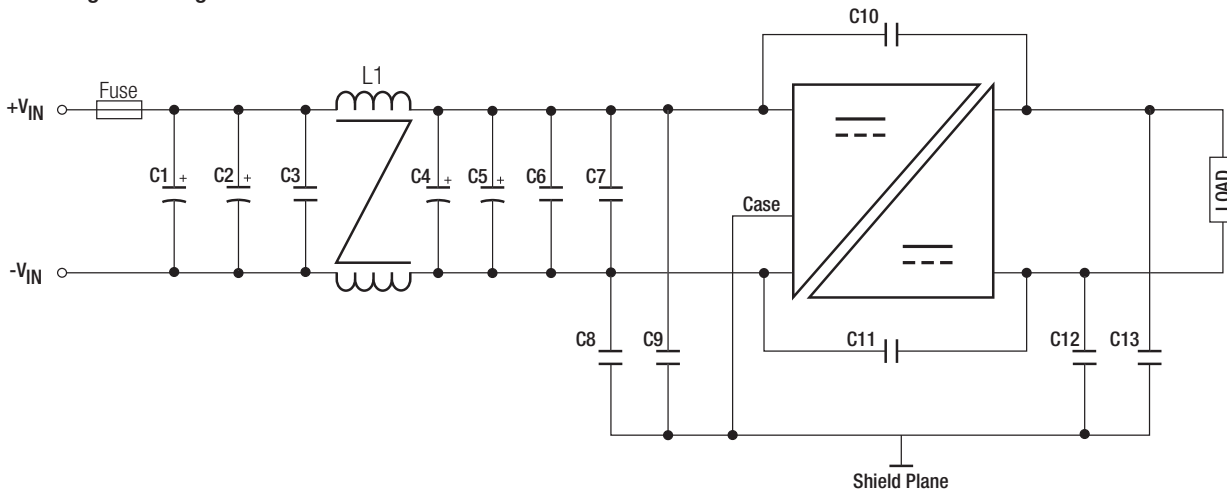 C10
L1
Fuse
+VIN
C1 +
C2 +
C3
C4 +
C5 +
C6
C7
Case
LOAD
-VIN
C8
C9
C11
C12
C13
Shield Plane